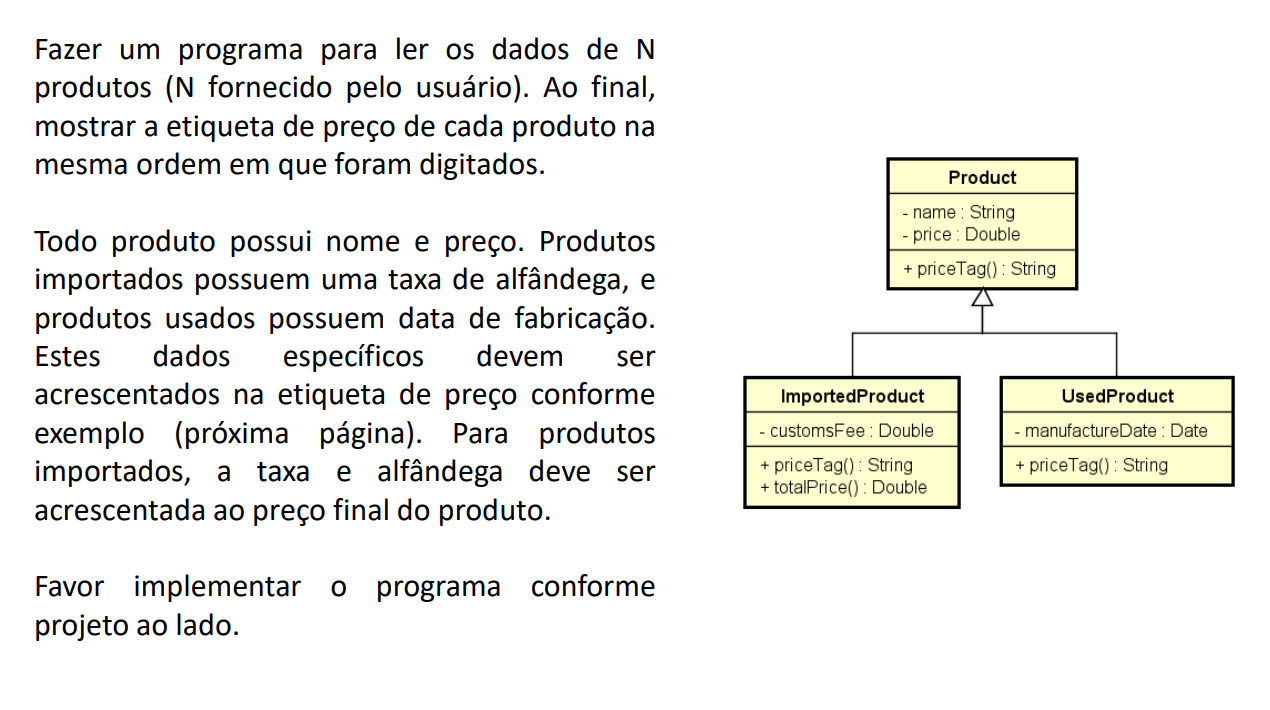 Fazer um programa para ler os dados de N
produtos (N fornecido pelo usuário). Ao final,
mostrar a etiqueta de preço de cada produto na
mesma ordem em que foram digitados.
Todo produto possui nome e preço. Produtos
importados possuem uma taxa de alfândega, e
produtos usados possuem data de fabricação.
Estes dados específicos devem ser
acrescentados na etiqueta de preço conforme
exemplo (próxima página). Para produtos
importados, a taxa e alfândega deve ser
acrescentada ao preço final do produto.
Favor implementar o programa conforme
projeto ao lado.
Product
- name : String
- price : Double
+ priceTag() : String
ImportedProduct
- customsFee : Double
+ priceTag() : String
+ totalPrice() : Double
UsedProduct
- manufactureDate : Date
+ priceTag() : String